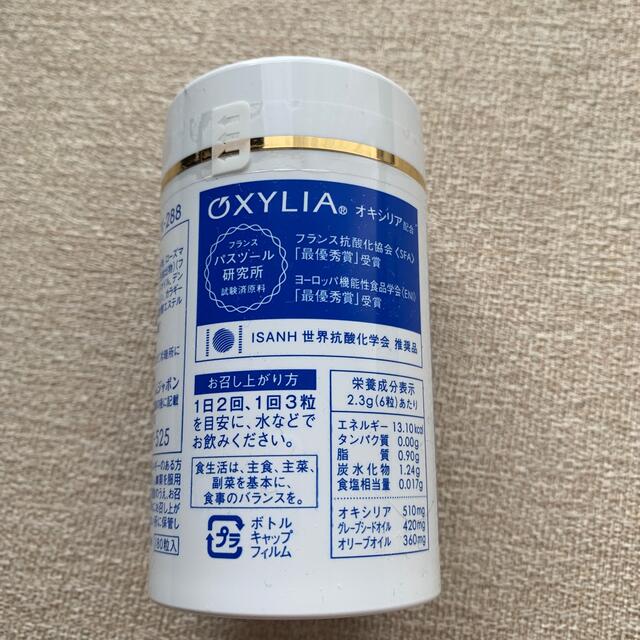 OXYLIA® オキシリア配合
フランス
パスツール
研究所
試験済原料
フランス抗酸化協会〈SFA〉
「最優秀賞」受賞
ヨーロッパ機能性食品学会〈ENI〉
「最優秀賞」受賞
ISANH 世界抗酸化学会 推奨品
お召し上がり方
1日2回、1回3粒
を目安に、水などで
お飲みください。
食生活は、主食、主菜、
副菜を基本に、
食事のバランスを。
プラ
ボトル
キャップ
フィルム
栄養成分表示
2.3g(6粒)あたり
エネルギー 13.10kcal
タンパク質 0.00g
脂質 0.90g
炭水化物 1.24g
食塩相当量 0.017g
オキシリア 510mg
グレープシードオイル 420mg
オリーブオイル 360mg
-288
ジャポン
525